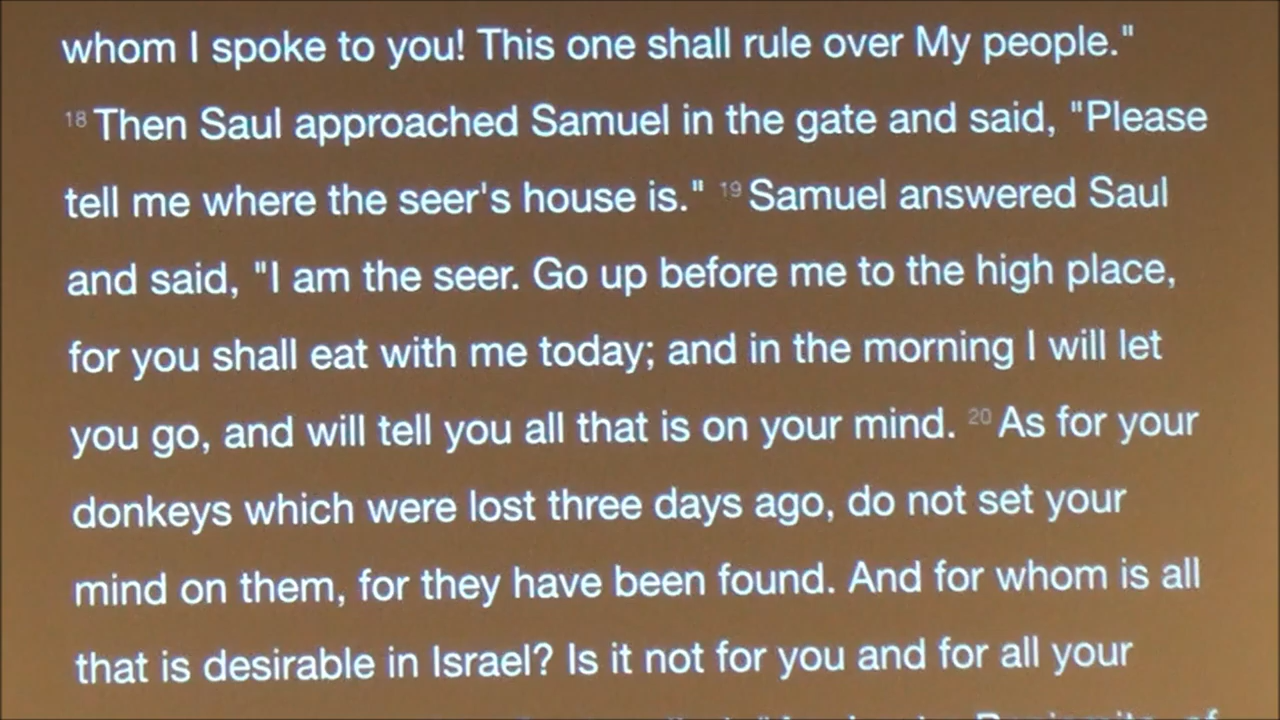 whom I spoke to you! This one shall rule over My people."
18 Then Saul approached Samuel in the gate and said, "Please
tell me where the seer's house is." 19 Samuel answered Saul
and said, "I am the seer. Go up before me to the high place,
for you shall eat with me today; and in the morning I will let
you go, and will tell you all that is on your mind. 20 As for your
donkeys which were lost three days ago, do not set your
mind on them, for they have been found. And for whom is all
that is desirable in Israel? Is it not for you and for all your